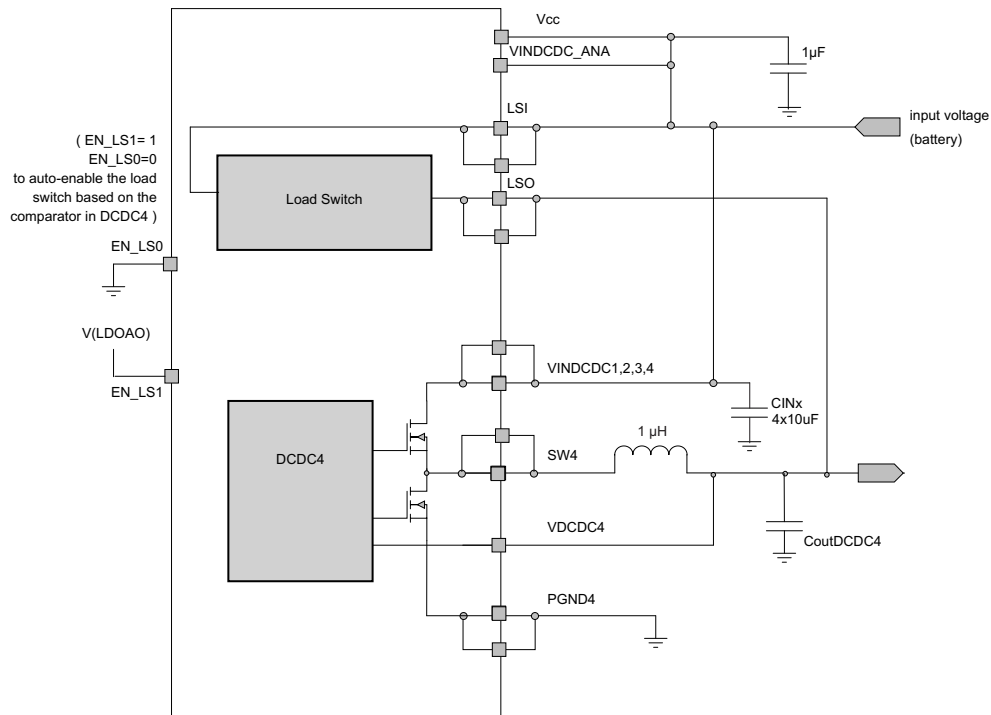 Vcc
1µF
VINDCDC_ANA
LSI
input voltage
(battery)
( EN_LS1= 1
EN_LS0=0
to auto-enable the load
switch based on the
comparator in DCDC4 )
Load Switch
LSO
EN_LS0
V(LDOAO)
EN_LS1
VINDCDC1,2,3,4
CINx
4x10uF
DCDC4
1 µH
SW4
VDCDC4
CoutDCDC4
PGND4